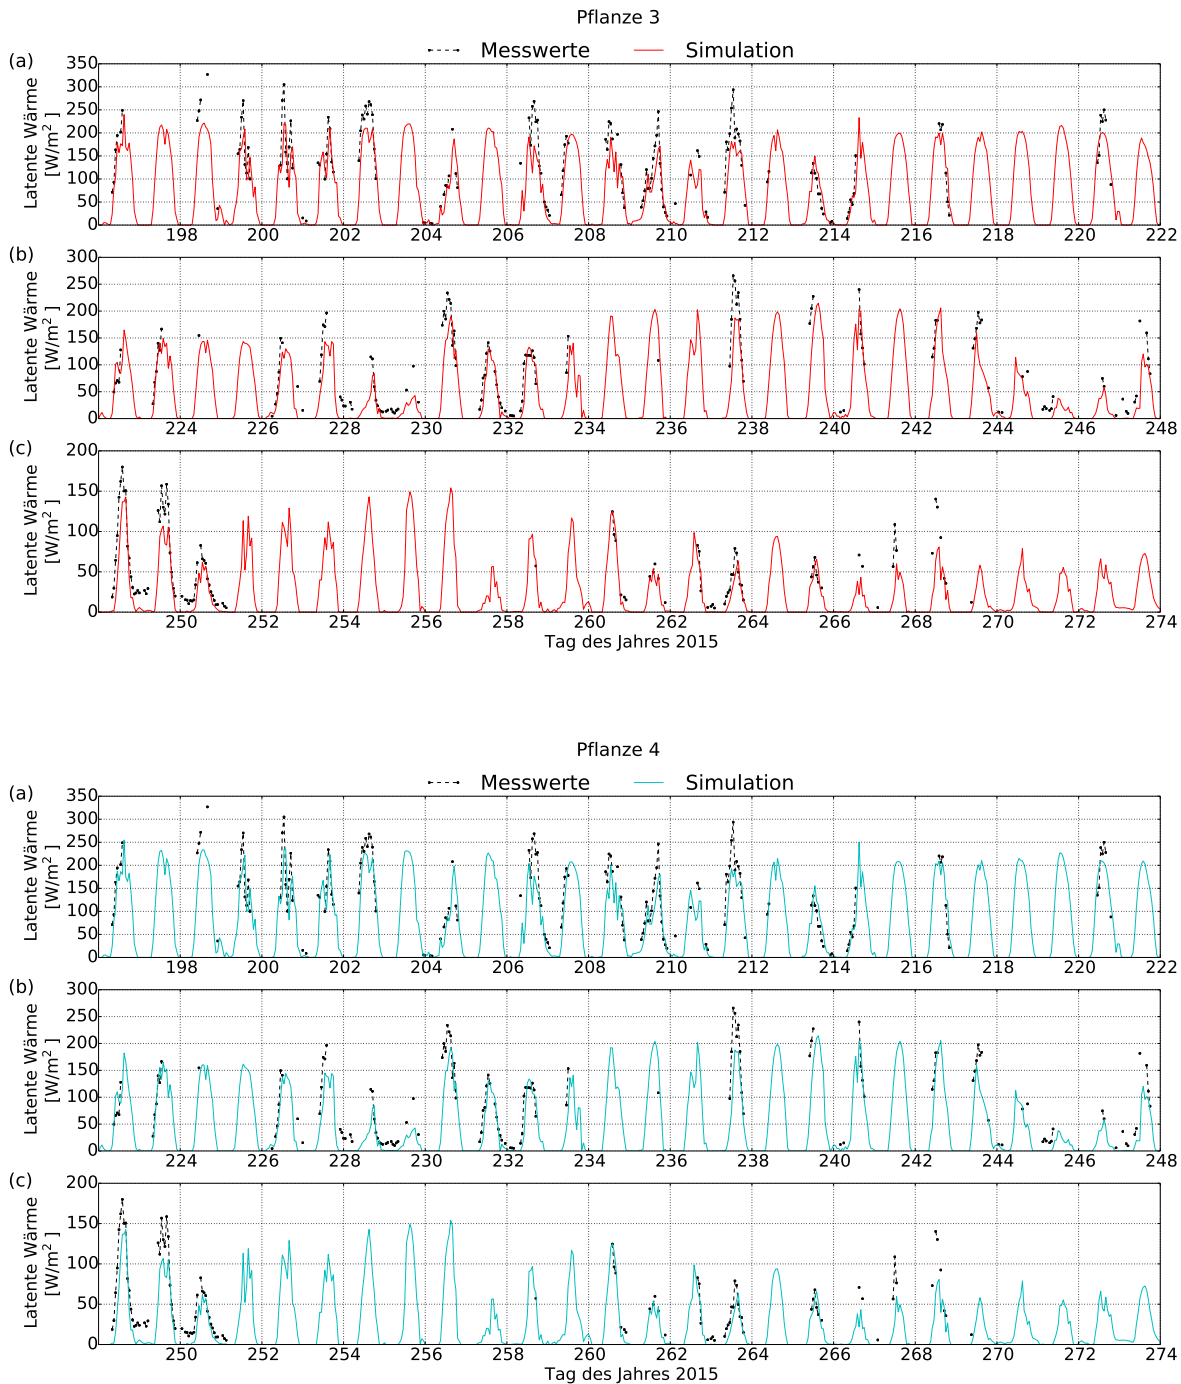 Pflanze 3
Messwerte Simulation
(a)
Latente Wärme
[W/m² ]
350
300
250
200
150
100
50
0
198 200 202 204 206 208 210 212 214 216 218 220 222
(b)
Latente Wärme
[W/m² ]
300
250
200
150
100
50
0
224 226 228 230 232 234 236 238 240 242 244 246 248
(c)
Latente Wärme
[W/m² ]
200
150
100
50
0
250 252 254 256 258 260 262 264 266 268 270 272 274
Tag des Jahres 2015
Pflanze 4
Messwerte Simulation
(a)
Latente Wärme
[W/m² ]
350
300
250
200
150
100
50
0
198 200 202 204 206 208 210 212 214 216 218 220 222
(b)
Latente Wärme
[W/m² ]
300
250
200
150
100
50
0
224 226 228 230 232 234 236 238 240 242 244 246 248
(c)
Latente Wärme
[W/m² ]
200
150
100
50
0
250 252 254 256 258 260 262 264 266 268 270 272 274
Tag des Jahres 2015